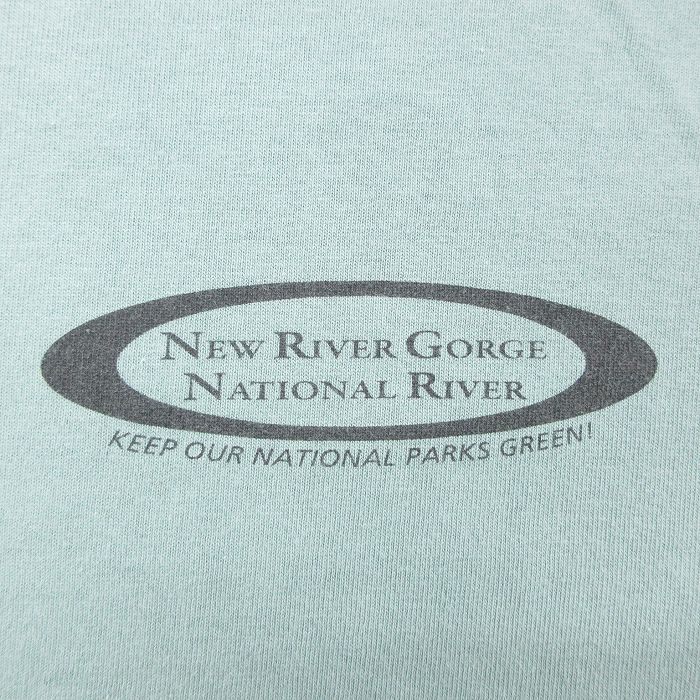 New River Gorge
National River
KEEP OUR NATIONAL PARKS GREEN!